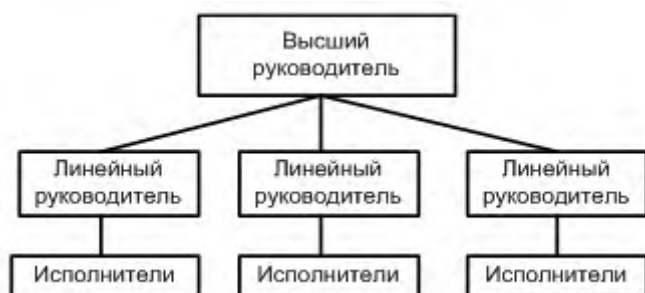 Высший
руководитель
Линейный
руководитель
Линейный
руководитель
Линейный
руководитель
Исполнители
Исполнители
Исполнители